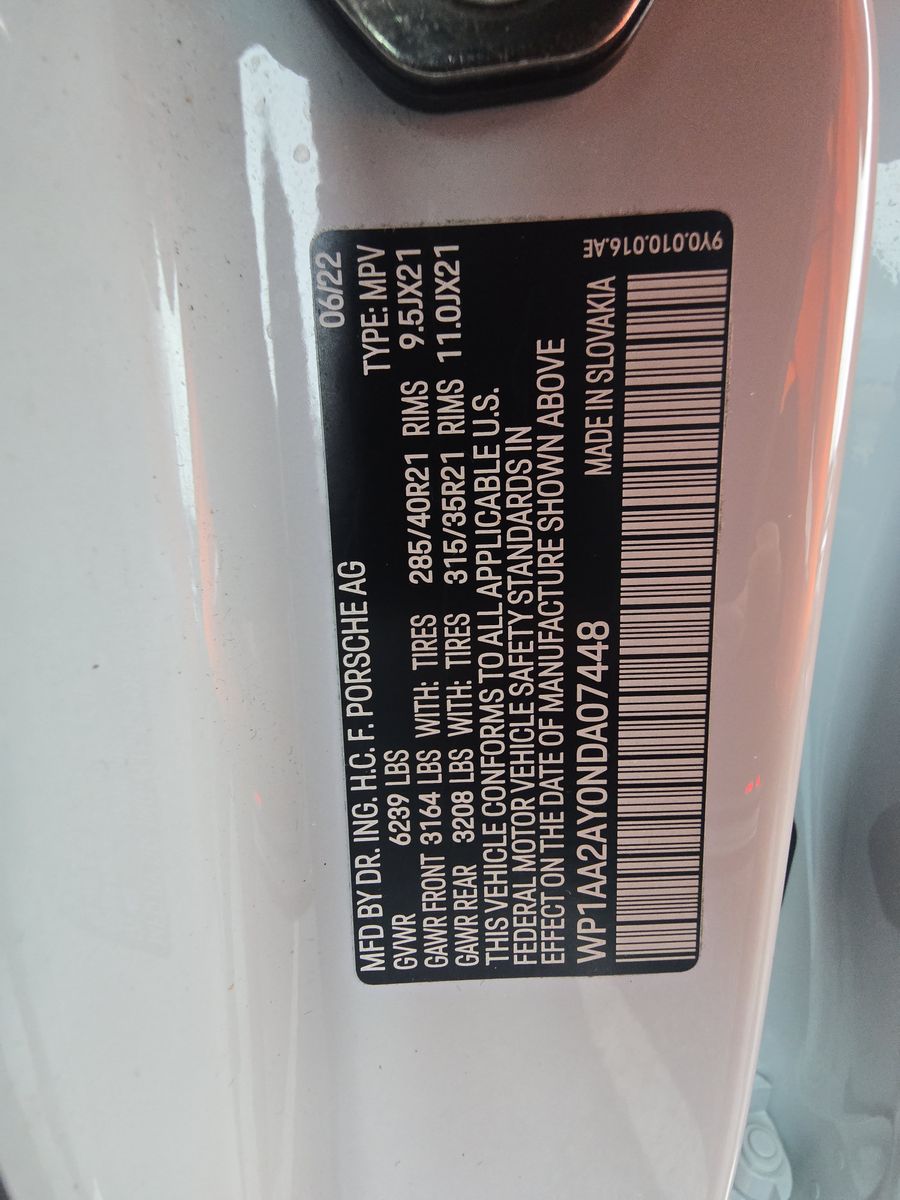 MFD BY DR. ING. H.C. F. PORSCHE AG 06/22
GVWR 6239 LBS TYPE: MPV
GAWR FRONT 3164 LBS WITH: TIRES 285/40R21 RIMS 9.5JX21
GAWR REAR 3208 LBS WITH: TIRES 315/35R21 RIMS 11.0JX21
THIS VEHICLE CONFORMS TO ALL APPLICABLE U.S.
FEDERAL MOTOR VEHICLE SAFETY STANDARDS IN
EFFECT ON THE DATE OF MANUFACTURE SHOWN ABOVE
WP1AA2AY0NDA07448 MADE IN SLOVAKIA
9Y0.010.016.AE